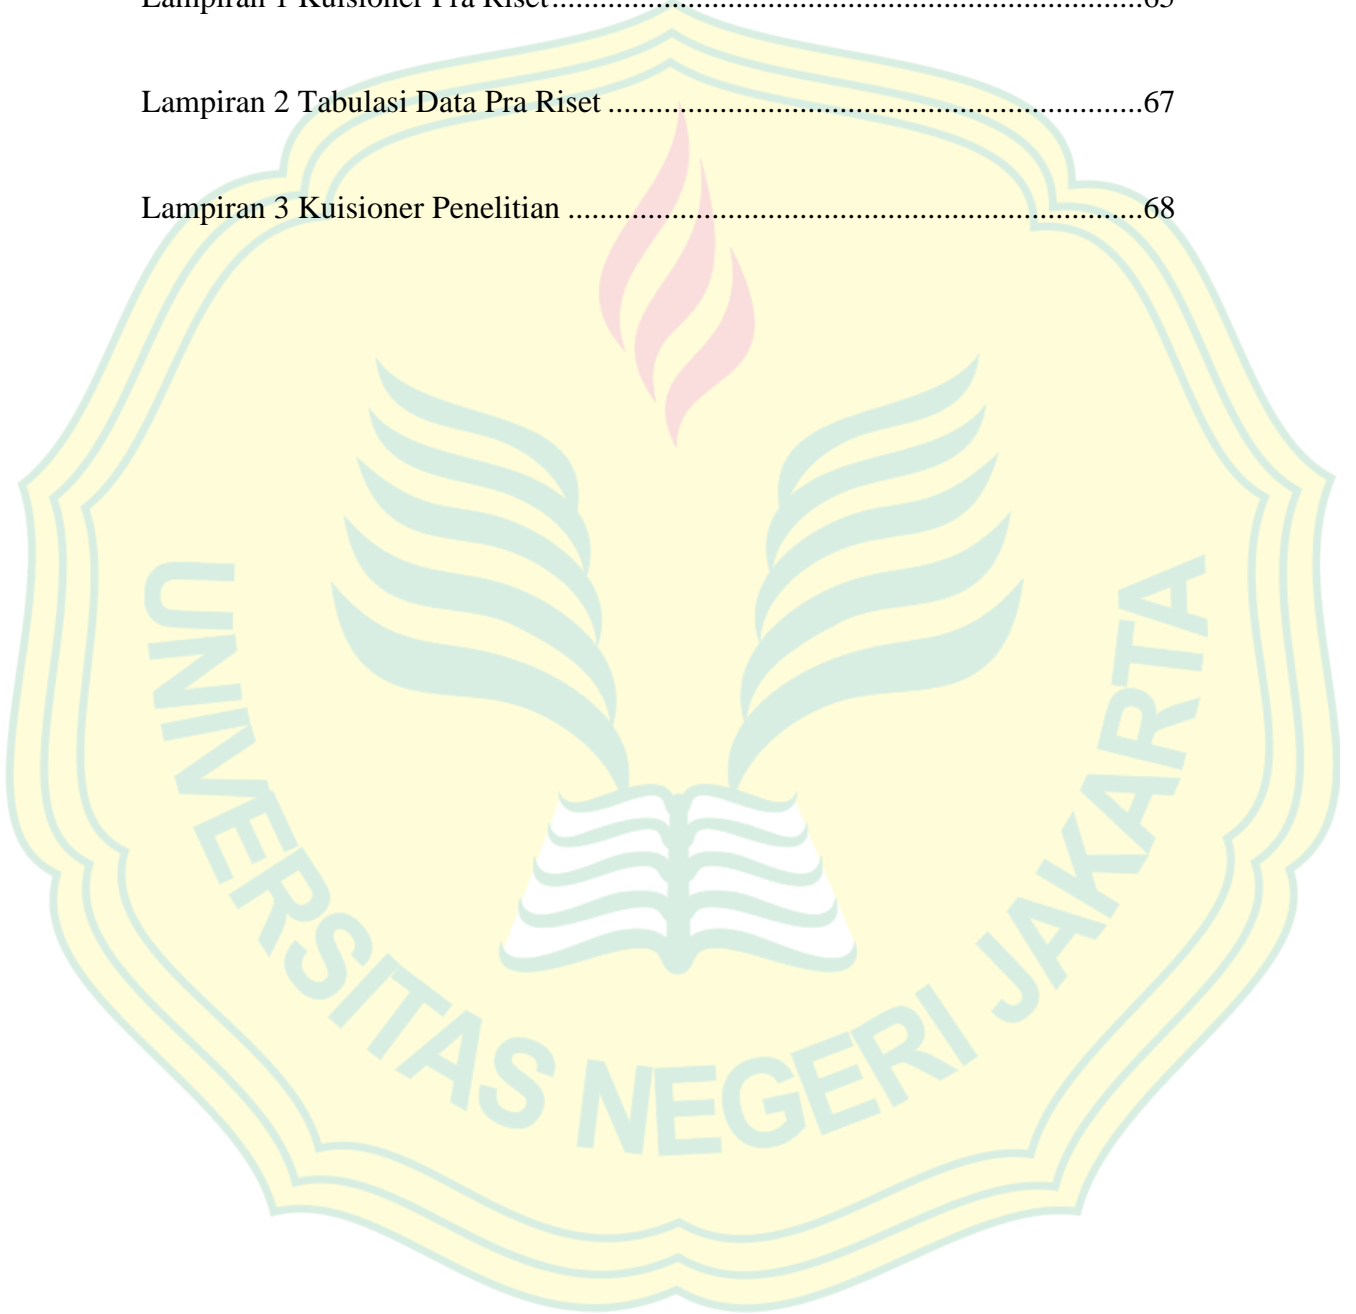 Lampiran 1 Kuisioner Pra Riset..........................................................................65
Lampiran 2 Tabulasi Data Pra Riset ...................................................................67
Lampiran 3 Kuisioner Penelitian ........................................................................68
UNIVERSITAS NEGERI JAKARTA